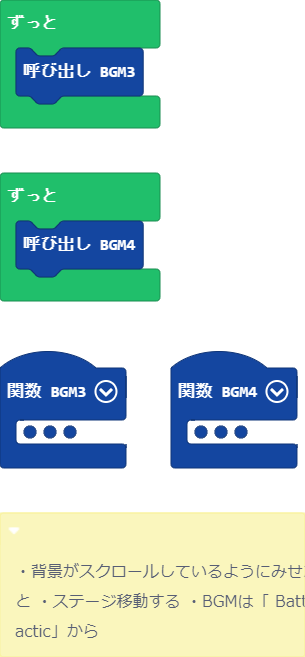 ずっと
呼び出し BGM3
ずっと
呼び出し BGM4
関数 BGM3
関数 BGM4
・背景がスクロールしているようにみせ
と ・ステージ移動する ・BGMは「 Batt
actic」から